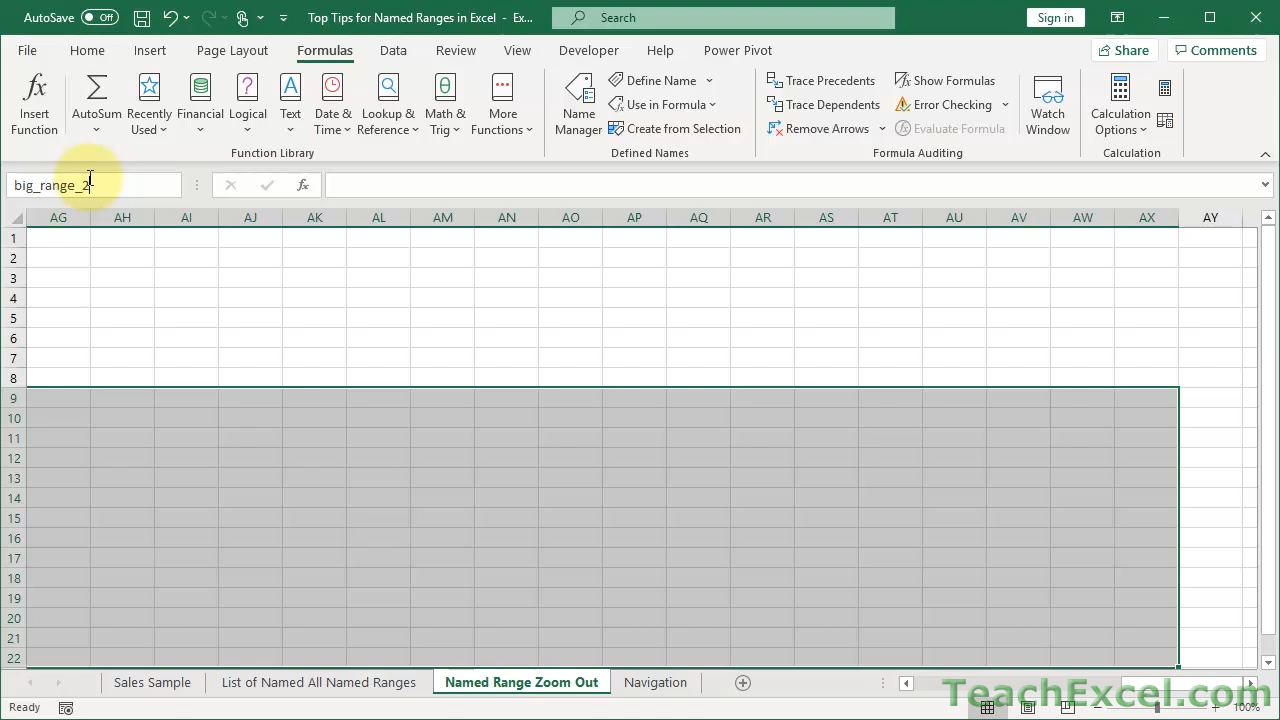 AutoSave Off Top Tips for Named Ranges in Excel - Ex... Search Sign in
File Home Insert Page Layout Formulas Data Review View Developer Help Power Pivot Share Comments
Insert Function AutoSum Recently Used Financial Logical Text Date & Time Lookup & Reference Math & Trig More Functions
Function Library
Name Manager Define Name Use in Formula Create from Selection
Defined Names
Trace Precedents Trace Dependents Remove Arrows Show Formulas Error Checking Evaluate Formula Watch Window
Formula Auditing
Calculation Options
Calculation
big_range_2 fx
AG AH AI AJ AK AL AM AN AO AP AQ AR AS AT AU AV AW AX AY
1
2
3
4
5
6
7
8
9
10
11
12
13
14
15
16
17
18
19
20
21
22
Sales Sample List of Named All Named Ranges Named Range Zoom Out Navigation
TeachExcel.com
Ready 100%